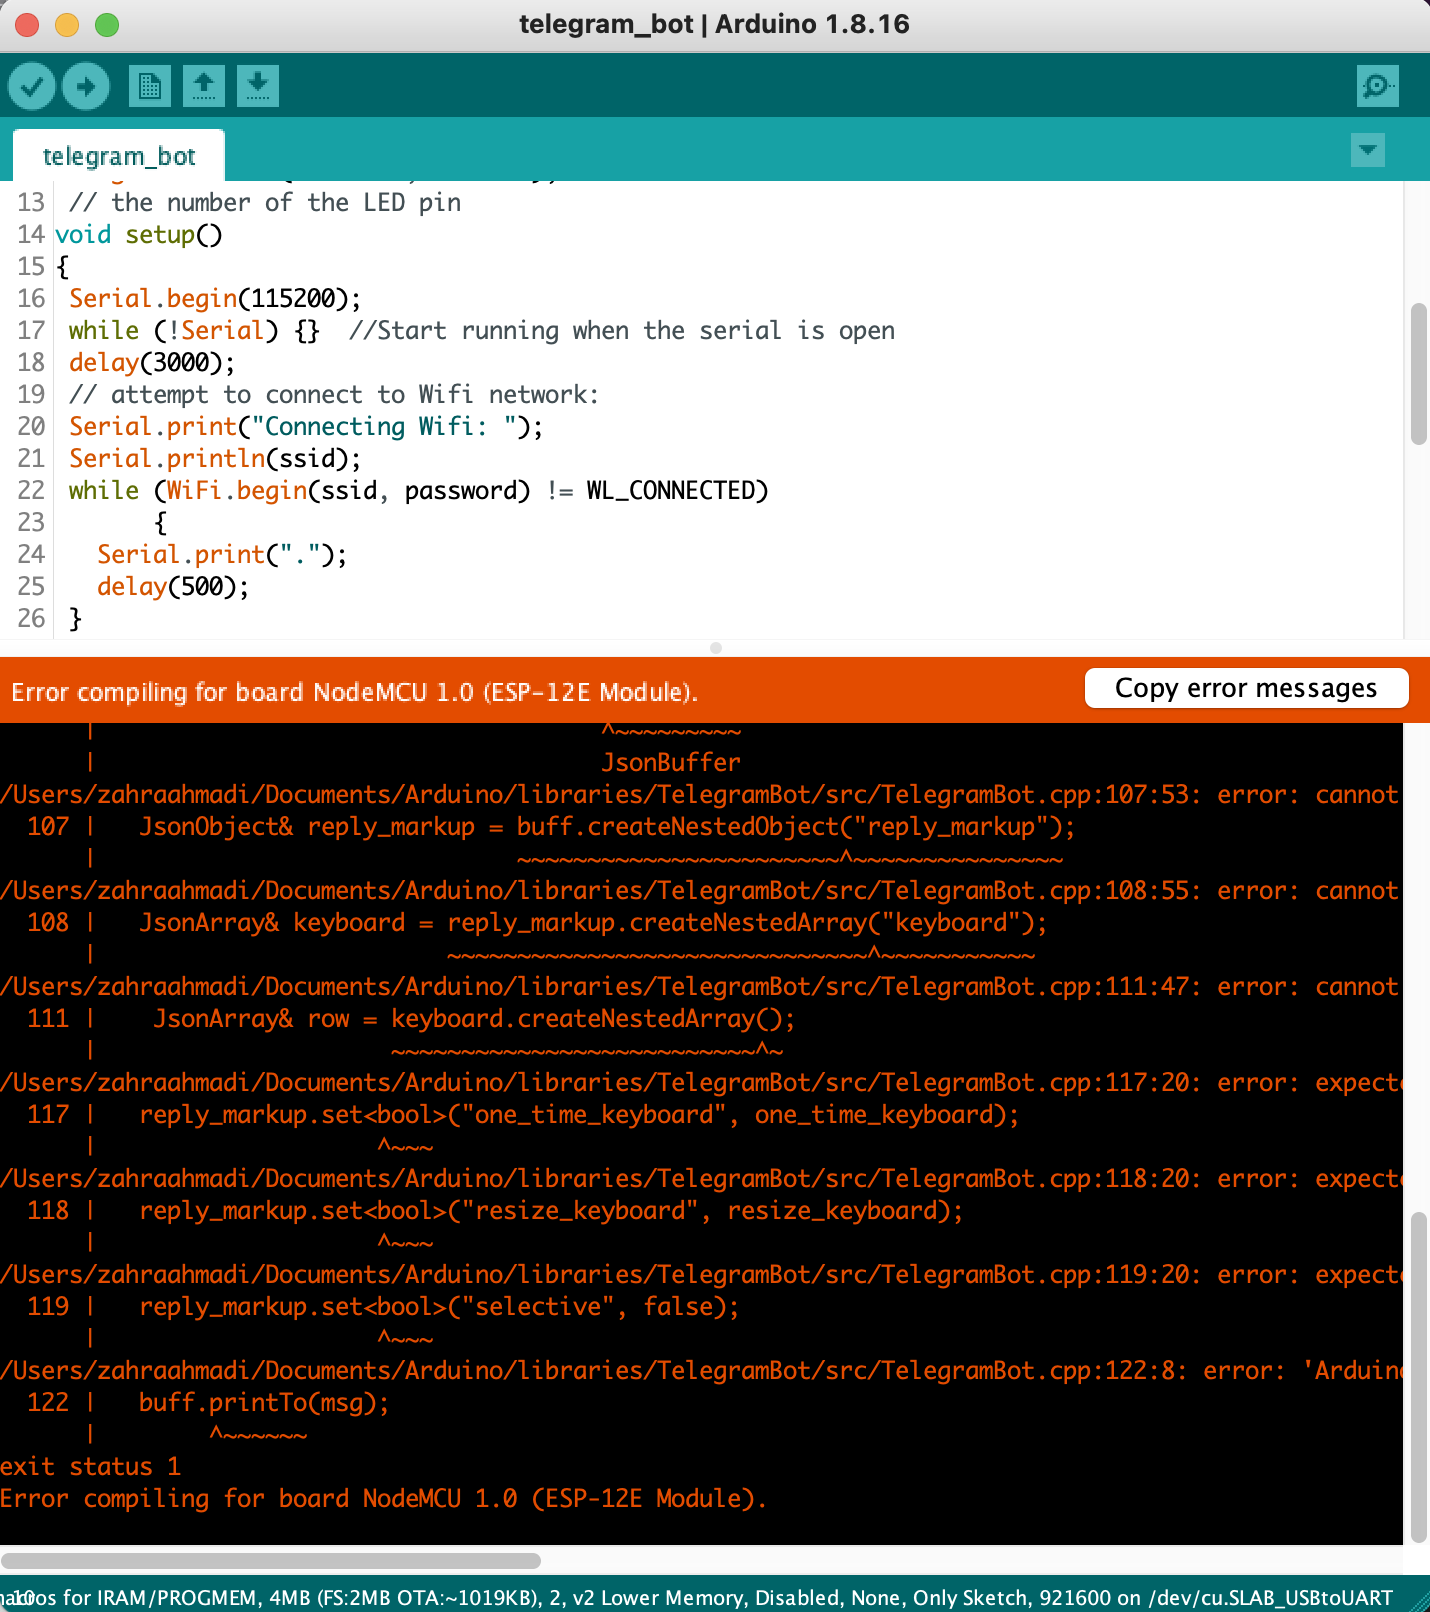 telegram_bot | Arduino 1.8.16
telegram_bot
13 // the number of the LED pin
14 void setup()
15 {
16 Serial.begin(115200);
17 while (!Serial) {}  //Start running when the serial is open
18 delay(3000);
19 // attempt to connect to Wifi network:
20 Serial.print("Connecting Wifi: ");
21 Serial.println(ssid);
22 while (WiFi.begin(ssid, password) != WL_CONNECTED)
23 {
24 Serial.print(".");
25 delay(500);
26 }
Error compiling for board NodeMCU 1.0 (ESP-12E Module).
Copy error messages
| ^~~~~~~~~~
| JsonBuffer
/Users/zahraahmadi/Documents/Arduino/libraries/TelegramBot/src/TelegramBot.cpp:107:53: error: cannot
107 | JsonObject& reply_markup = buff.createNestedObject("reply_markup");
| ~~~~~~~~~~~~~~~~~~~~~~~^~~~~~~~~~~~~~~~
/Users/zahraahmadi/Documents/Arduino/libraries/TelegramBot/src/TelegramBot.cpp:108:55: error: cannot
108 | JsonArray& keyboard = reply_markup.createNestedArray("keyboard");
| ~~~~~~~~~~~~~~~~~~~~~~~~~~~~~~^~~~~~~~~~~~
/Users/zahraahmadi/Documents/Arduino/libraries/TelegramBot/src/TelegramBot.cpp:111:47: error: cannot
111 | JsonArray& row = keyboard.createNestedArray();
| ~~~~~~~~~~~~~~~~~~~~~~~~~~^~
/Users/zahraahmadi/Documents/Arduino/libraries/TelegramBot/src/TelegramBot.cpp:117:20: error: expect
117 | reply_markup.set<bool>("one_time_keyboard", one_time_keyboard);
| ^~~~
/Users/zahraahmadi/Documents/Arduino/libraries/TelegramBot/src/TelegramBot.cpp:118:20: error: expect
118 | reply_markup.set<bool>("resize_keyboard", resize_keyboard);
| ^~~~
/Users/zahraahmadi/Documents/Arduino/libraries/TelegramBot/src/TelegramBot.cpp:119:20: error: expect
119 | reply_markup.set<bool>("selective", false);
| ^~~~
/Users/zahraahmadi/Documents/Arduino/libraries/TelegramBot/src/TelegramBot.cpp:122:8: error: 'Arduin
122 | buff.printTo(msg);
| ^~~~~~~
exit status 1
Error compiling for board NodeMCU 1.0 (ESP-12E Module).
10 for IRAM/PROGMEM, 4MB (FS:2MB OTA:~1019KB), 2, v2 Lower Memory, Disabled, None, Only Sketch, 921600 on /dev/cu.SLAB_USBtoUART